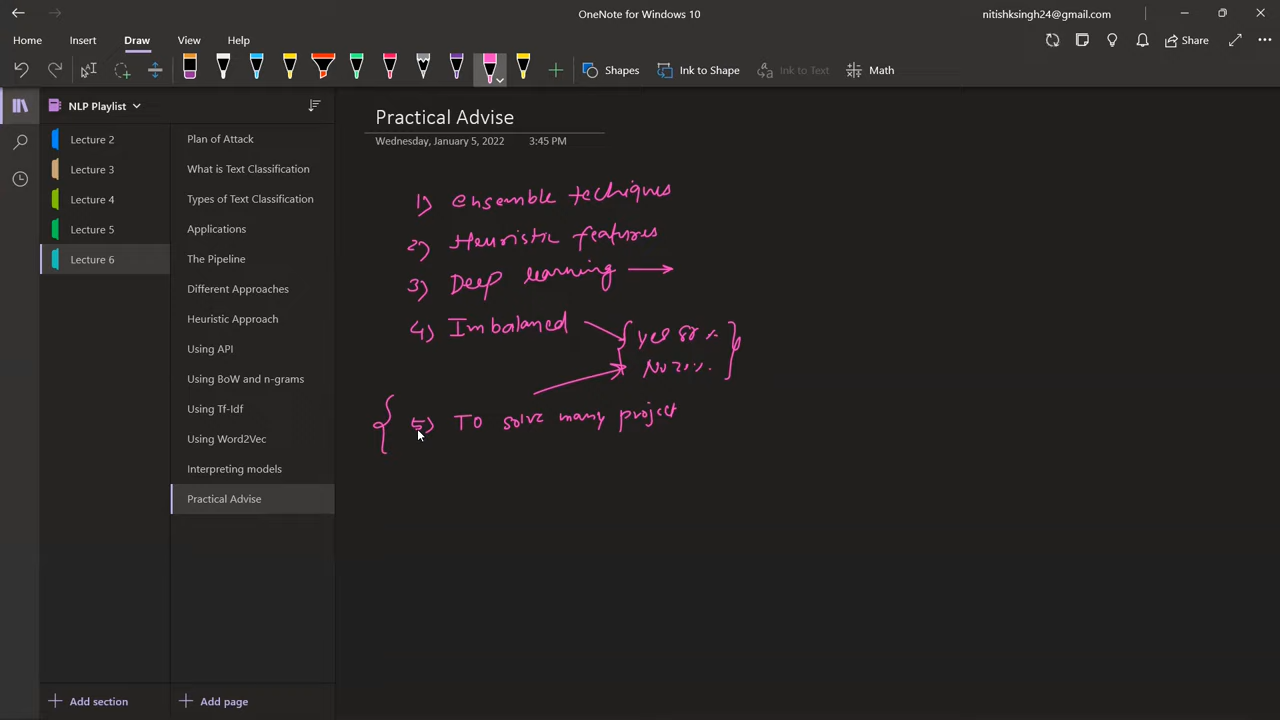 OneNote for Windows 10
nitishksingh24@gmail.com
Home Insert Draw View Help
Share
Shapes Ink to Shape Ink to Text Math
NLP Playlist
Lecture 2
Lecture 3
Lecture 4
Lecture 5
Lecture 6
Plan of Attack
What is Text Classification
Types of Text Classification
Applications
The Pipeline
Different Approaches
Heuristic Approach
Using API
Using BoW and n-grams
Using Tf-Idf
Using Word2Vec
Interpreting models
Practical Advise
Add section
Add page
Practical Advise
Wednesday, January 5, 2022 3:45 PM
1) ensemble techiques
2) Heuristic features
3) Deep learning →
4) Imbalanced
yes %
No 20%
5) To solve many project